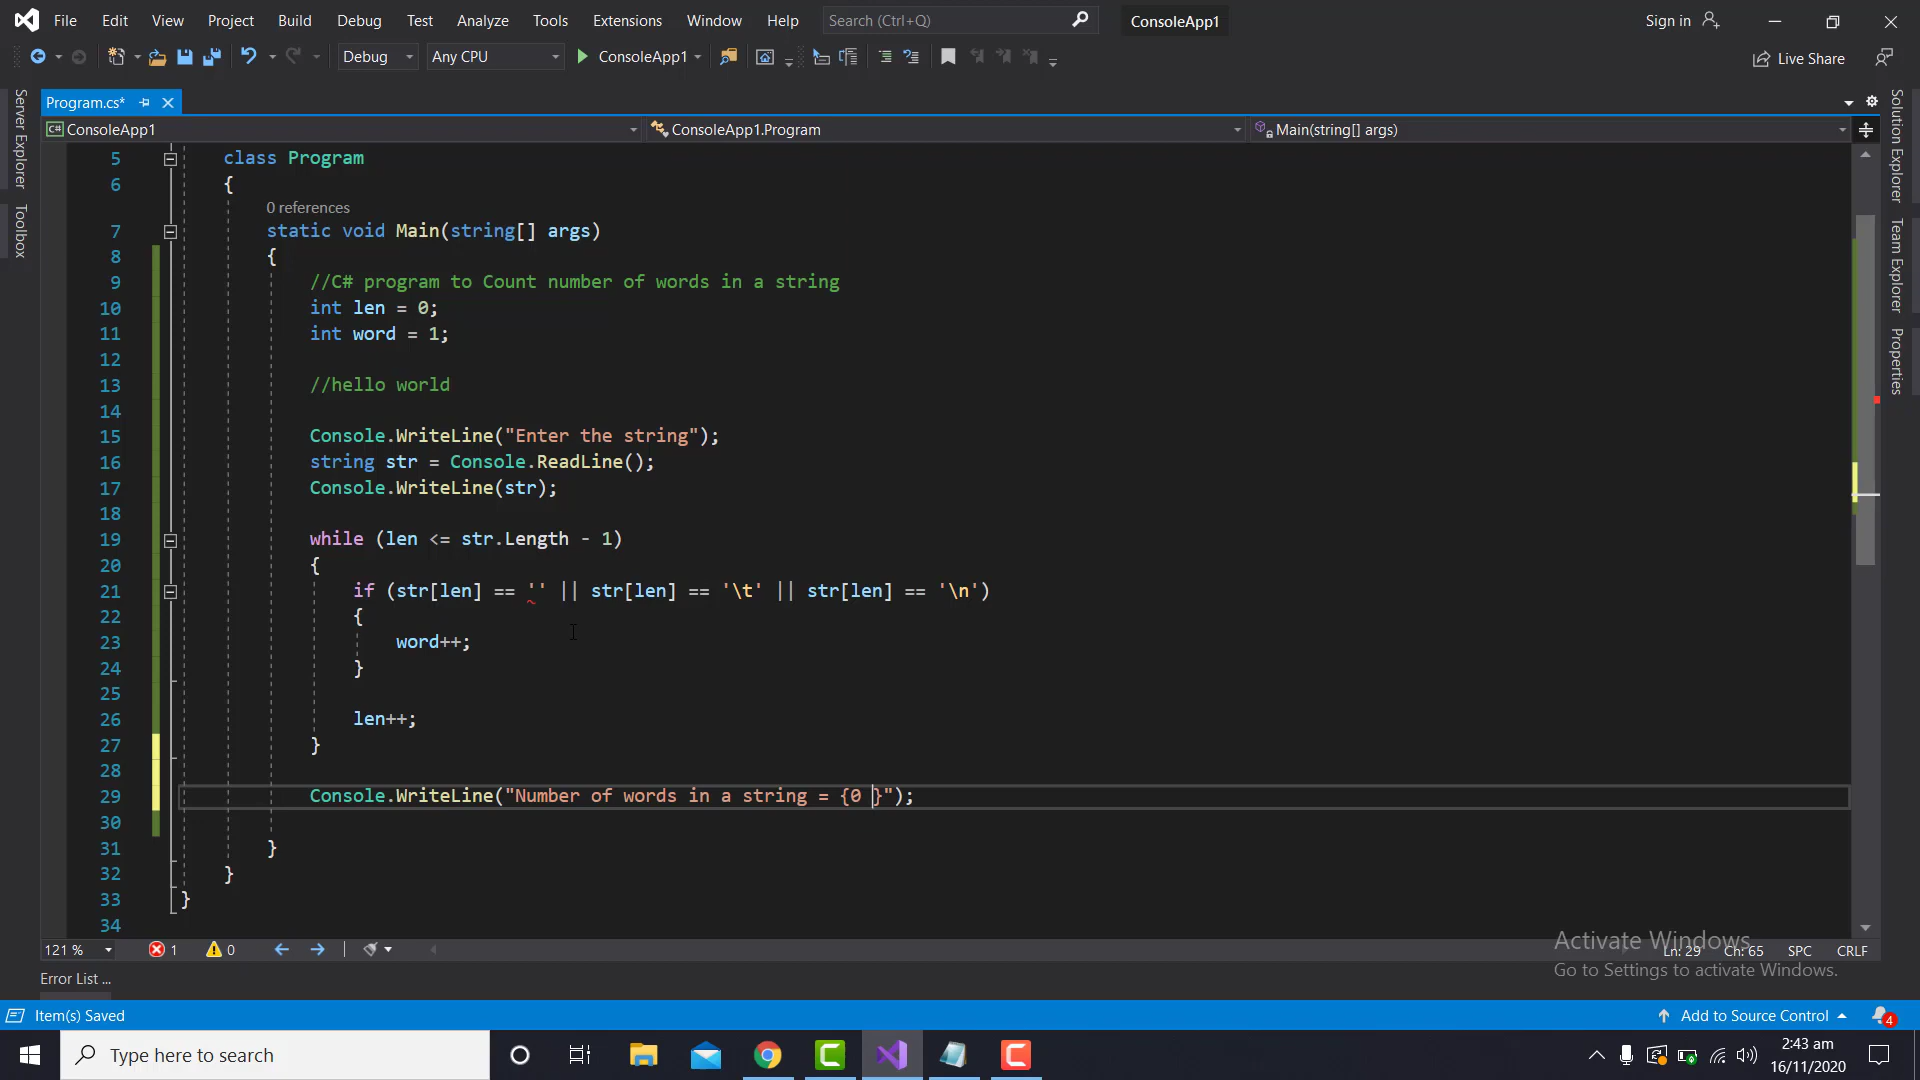 File Edit View Project Build Debug Test Analyze Tools Extensions Window Help Search (Ctrl+Q) ConsoleApp1 Sign in
Debug Any CPU ConsoleApp1 Live Share
Server Explorer
Toolbox
Program.cs*
ConsoleApp1 ConsoleApp1.Program Main(string[] args)
5 class Program
6 {
0 references
7 static void Main(string[] args)
8 {
9 //C# program to Count number of words in a string
10 int len = 0;
11 int word = 1;
12
13 //hello world
14
15 Console.WriteLine("Enter the string");
16 string str = Console.ReadLine();
17 Console.WriteLine(str);
18
19 while (len <= str.Length - 1)
20 {
21 if (str[len] == '' || str[len] == '\t' || str[len] == '\n')
22 {
23 word++;
24 }
25
26 len++;
27 }
28
29 Console.WriteLine("Number of words in a string = {0 }");
30
31 }
32 }
33 }
34
Solution Explorer
Team Explorer
Properties
121 % 1 0 Ln: 29 Ch: 65 SPC CRLF
Activate Windows
Go to Settings to activate Windows.
Error List ...
Item(s) Saved Add to Source Control 4
Type here to search
2:43 am
16/11/2020